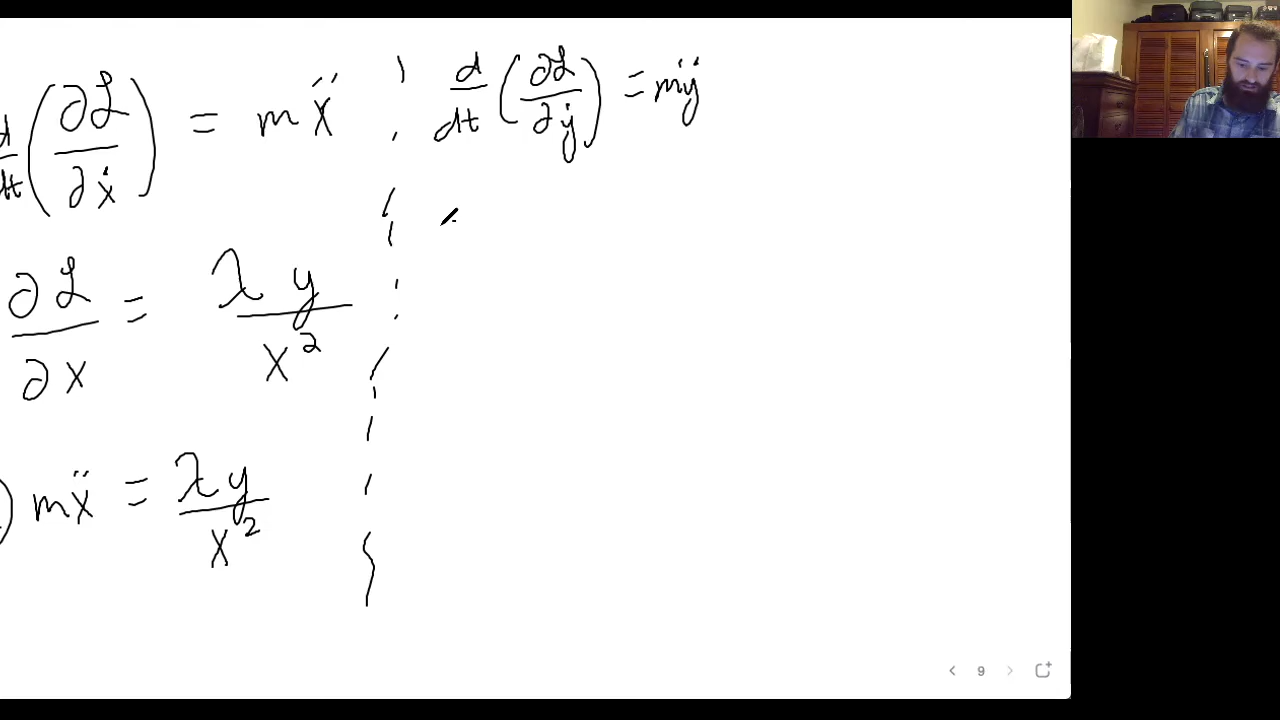 d/dt (∂ℒ/∂ẋ) = mẍ
∂ℒ/∂x = λy/x²
) mẍ = λy/x²
d/dt (∂ℒ/∂ẏ) = mÿ
9